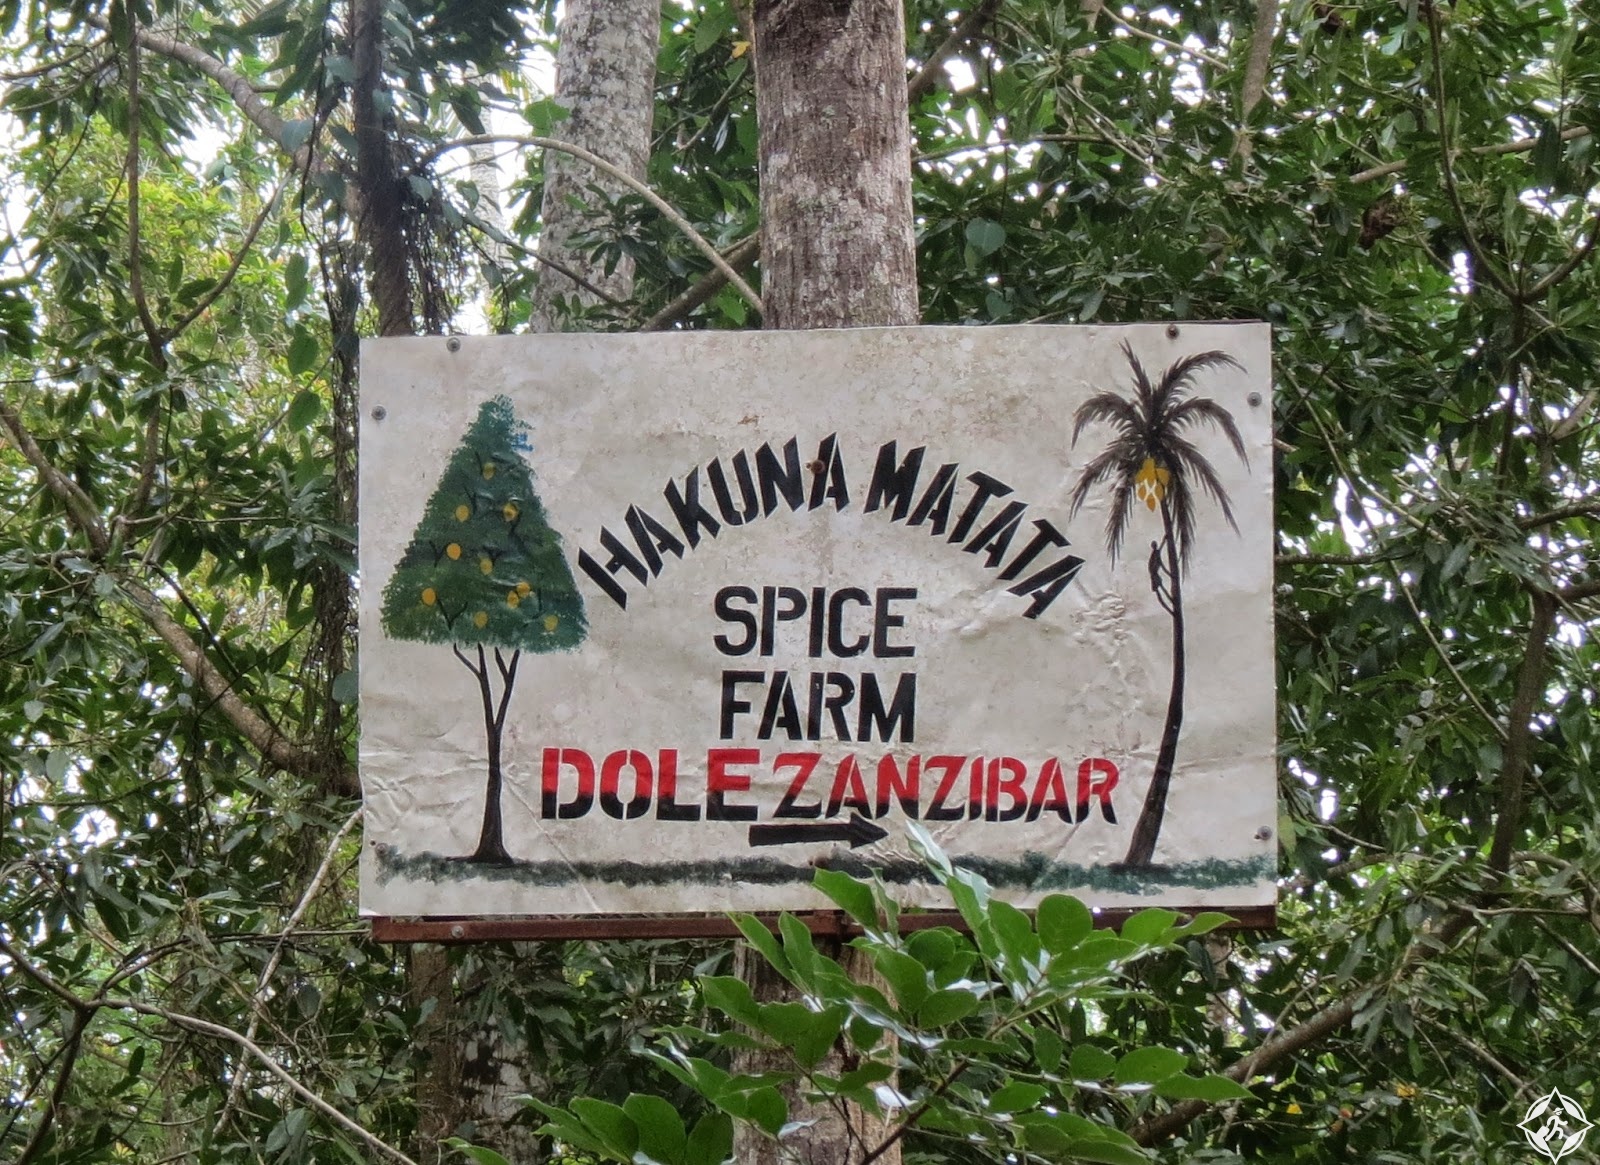 HAKUNA MATATA
SPICE
FARM
DOLE ZANZIBAR